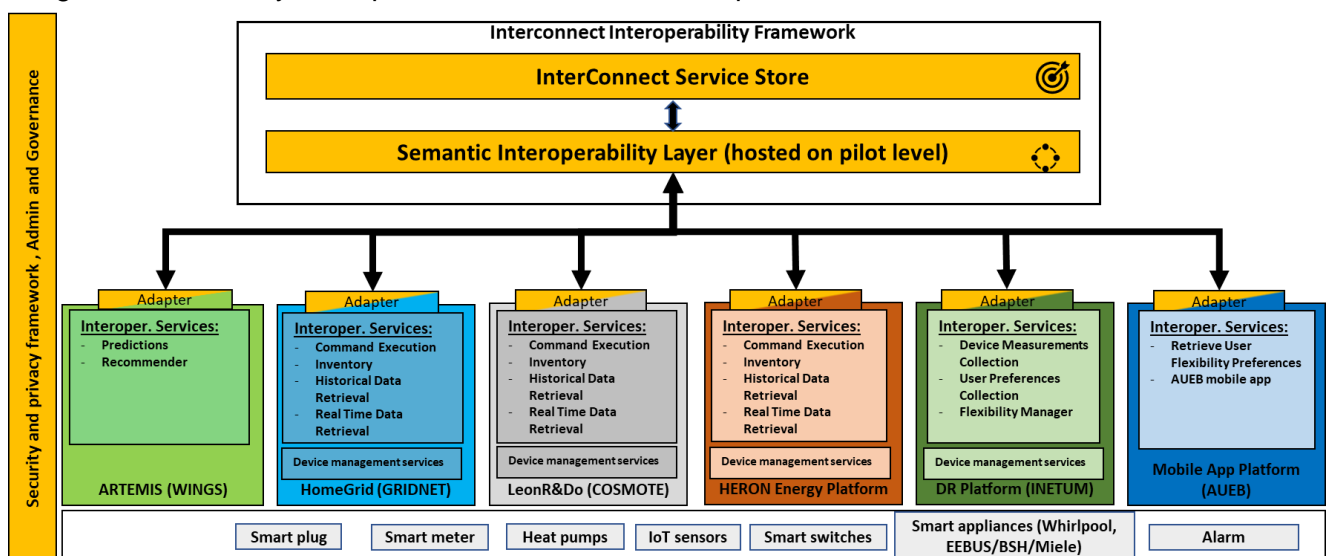 Interconnect Interoperability Framework
InterConnect Service Store
Semantic Interoperability Layer (hosted on pilot level)
Security and privacy framework , Admin and Governance
Adapter
Interoper. Services:
- Predictions
- Recommender
ARTEMIS (WINGS)
Adapter
Interoper. Services:
- Command Execution
- Inventory
- Historical Data
Retrieval
- Real Time Data
Retrieval
Device management services
HomeGrid (GRIDNET)
Adapter
Interoper. Services:
- Command Execution
- Inventory
- Historical Data
Retrieval
- Real Time Data
Retrieval
Device management services
LeonR&Do (COSMOTE)
Adapter
Interoper. Services:
- Command Execution
- Inventory
- Historical Data
Retrieval
- Real Time Data
Retrieval
Device management services
HERON Energy Platform
Adapter
Interoper. Services:
- Device Measurements
Collection
- User Preferences
Collection
- Flexibility Manager
Device management services
DR Platform (INETUM)
Adapter
Interoper. Services:
- Retrieve User
Flexibility Preferences
- AUEB mobile app
Mobile App Platform
(AUEB)
Smart plug
Smart meter
Heat pumps
IoT sensors
Smart switches
Smart appliances (Whirlpool,
EEBUS/BSH/Miele)
Alarm